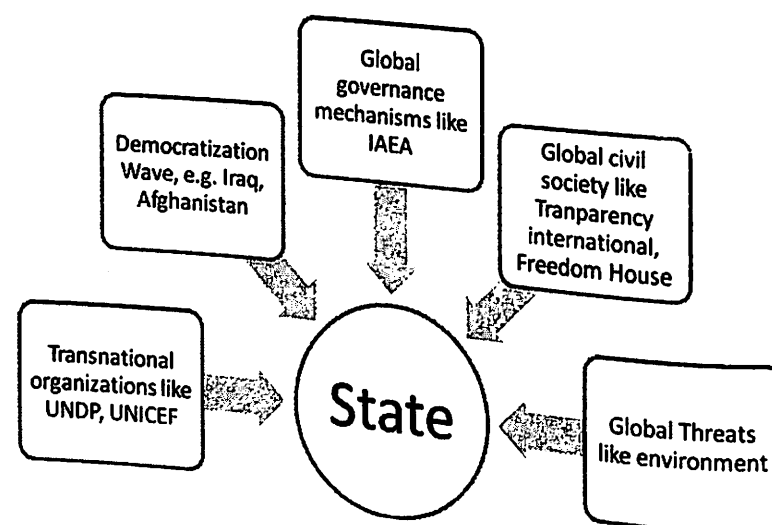 Global
governance
mechanisms like
IAEA
Democratization
Wave, e.g. Iraq,
Afghanistan
Global civil
society like
Tranparency
international,
Freedom House
Transnational
organizations like
UNDP, UNICEF
State
Global Threats
like environment